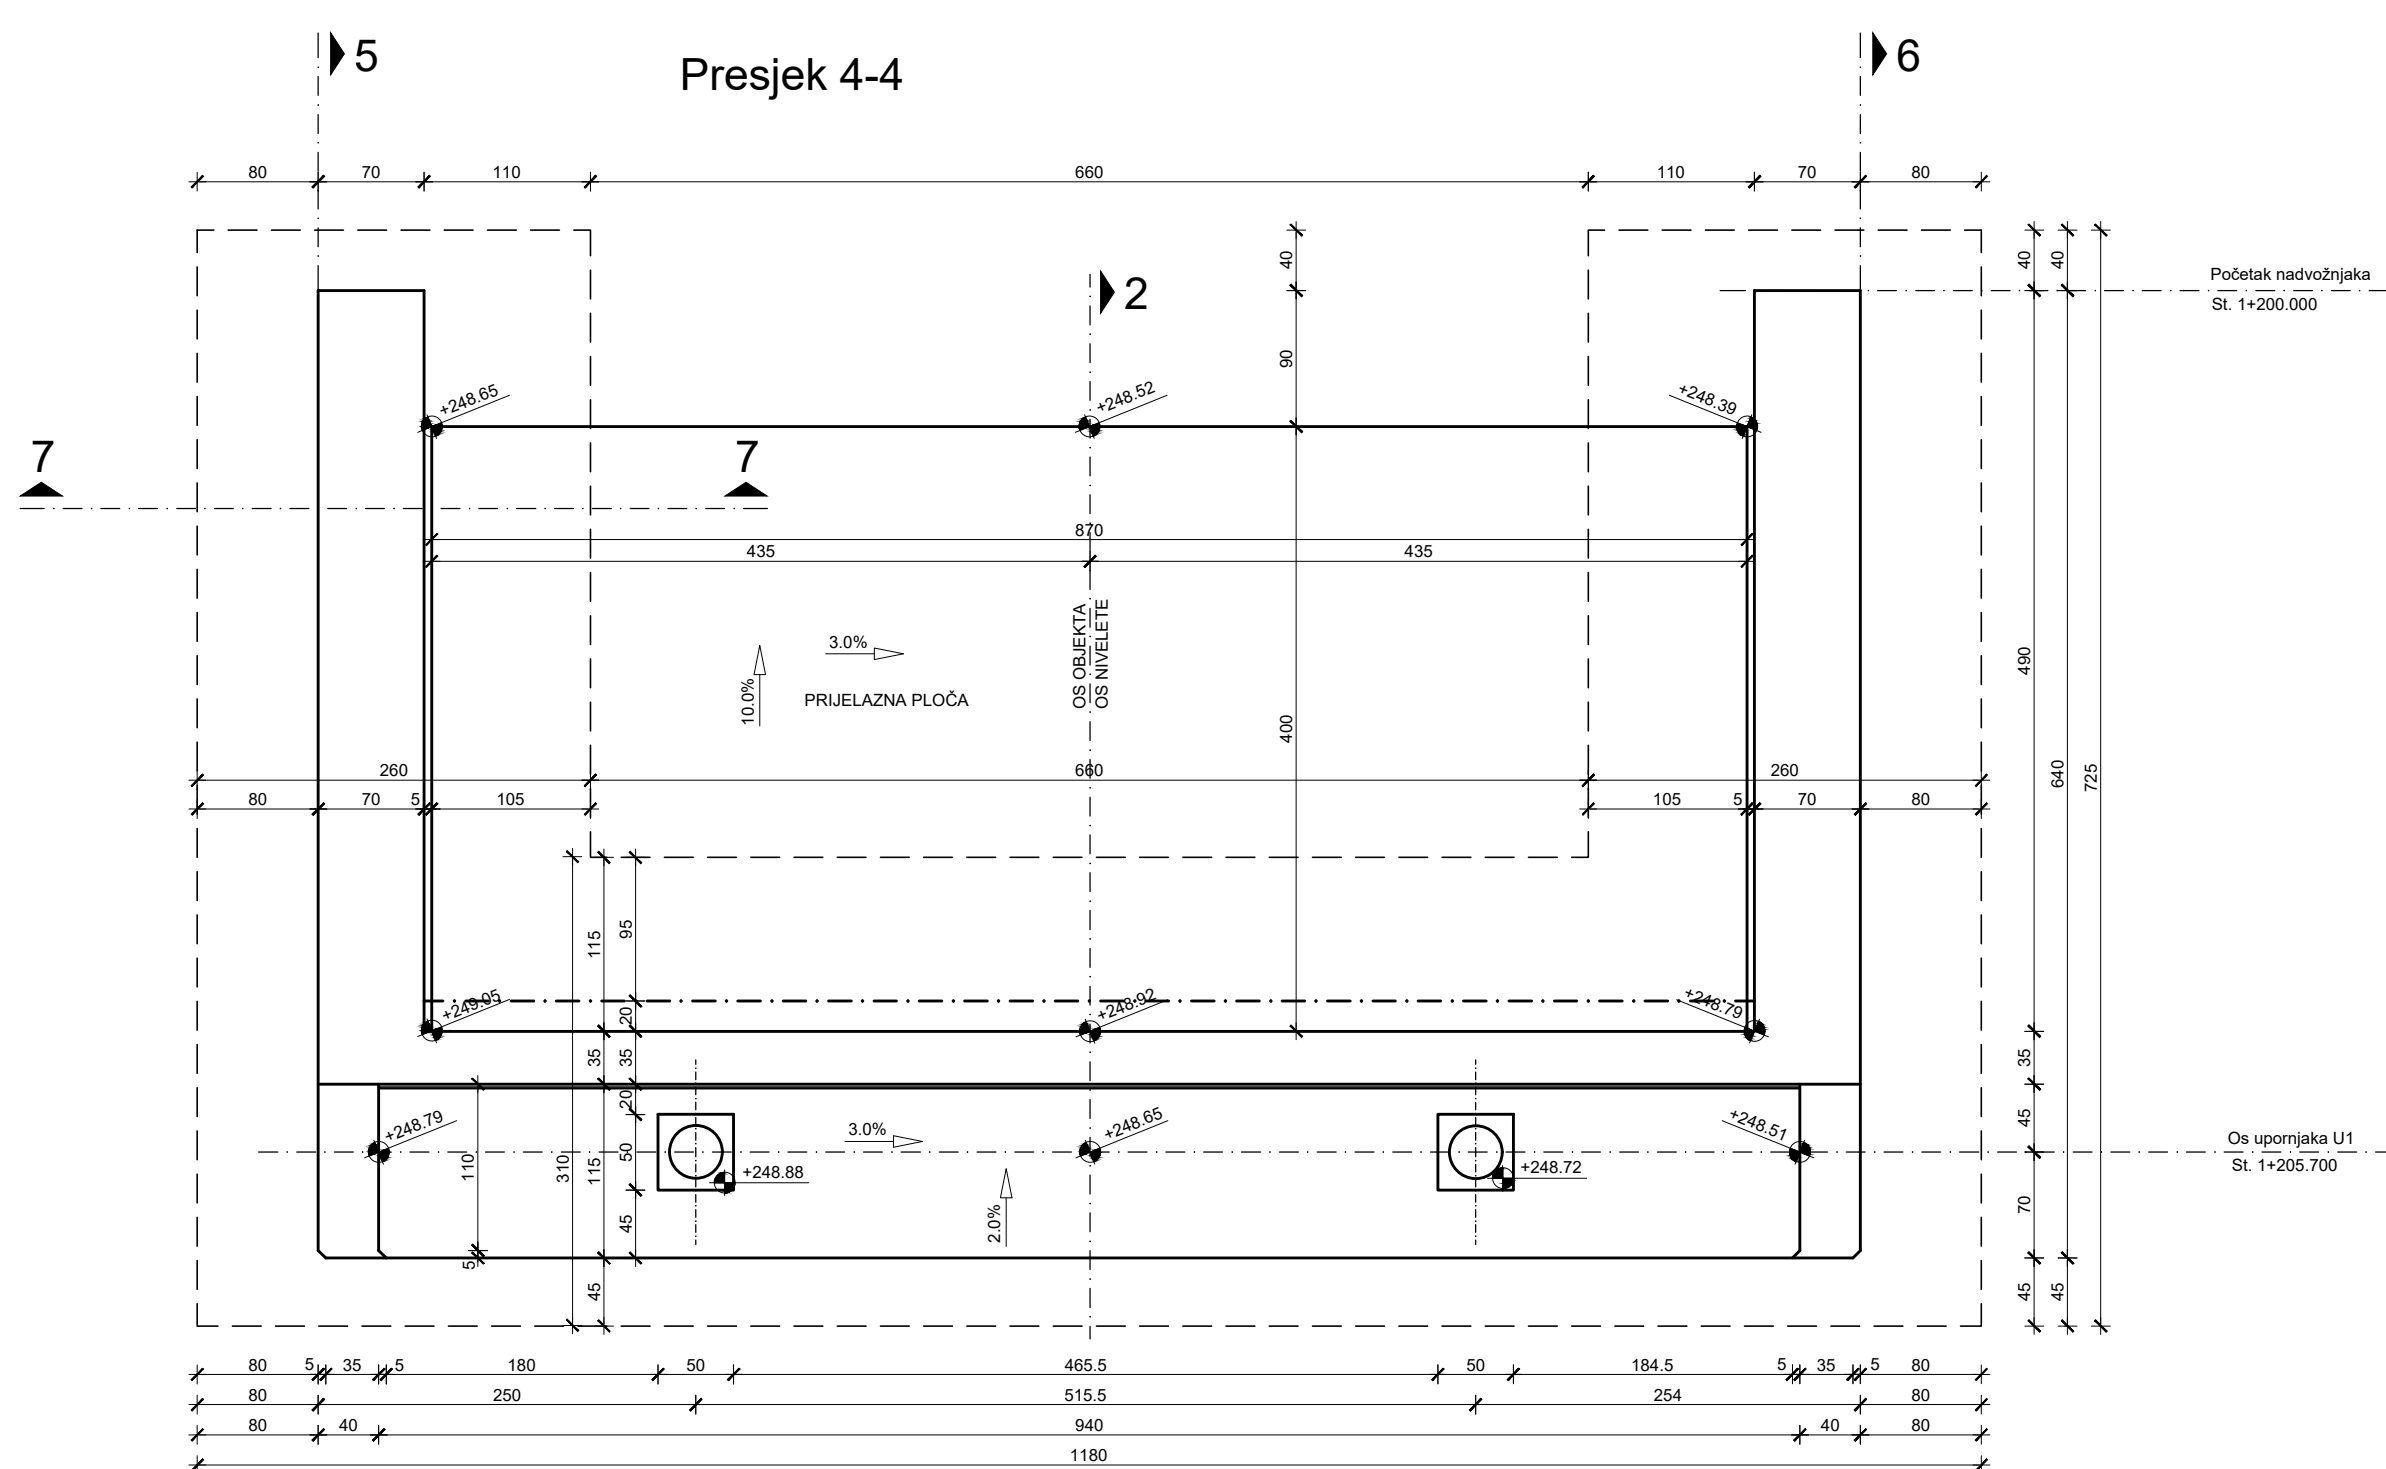 5
Presjek 4-4
6
80 70 110 660 110 70 80
40 40 40
2
Početak nadvožnjaka
St. 1+200.000
90
+248.65 +248.52 +248.39
7 7
870
435 435
OS OBJEKTA
OS NIVELETE
3.0%
10.0%
PRIJELAZNA PLOČA
490
400
640
725
260 660 260
80 70 5 105 105 5 70 80
115 95
+249.05 +248.92 +248.79
20
35 35 35
20
45
+248.79 +248.65 +248.51
3.0%
Os upornjaka U1
St. 1+205.700
110 310 115 50
+248.88 +248.72
2.0%
45 70
5
45 45 45
80 5 35 5 180 50 465.5 50 184.5 5 35 5 80
80 250 515.5 254 80
80 40 940 40 80
1180